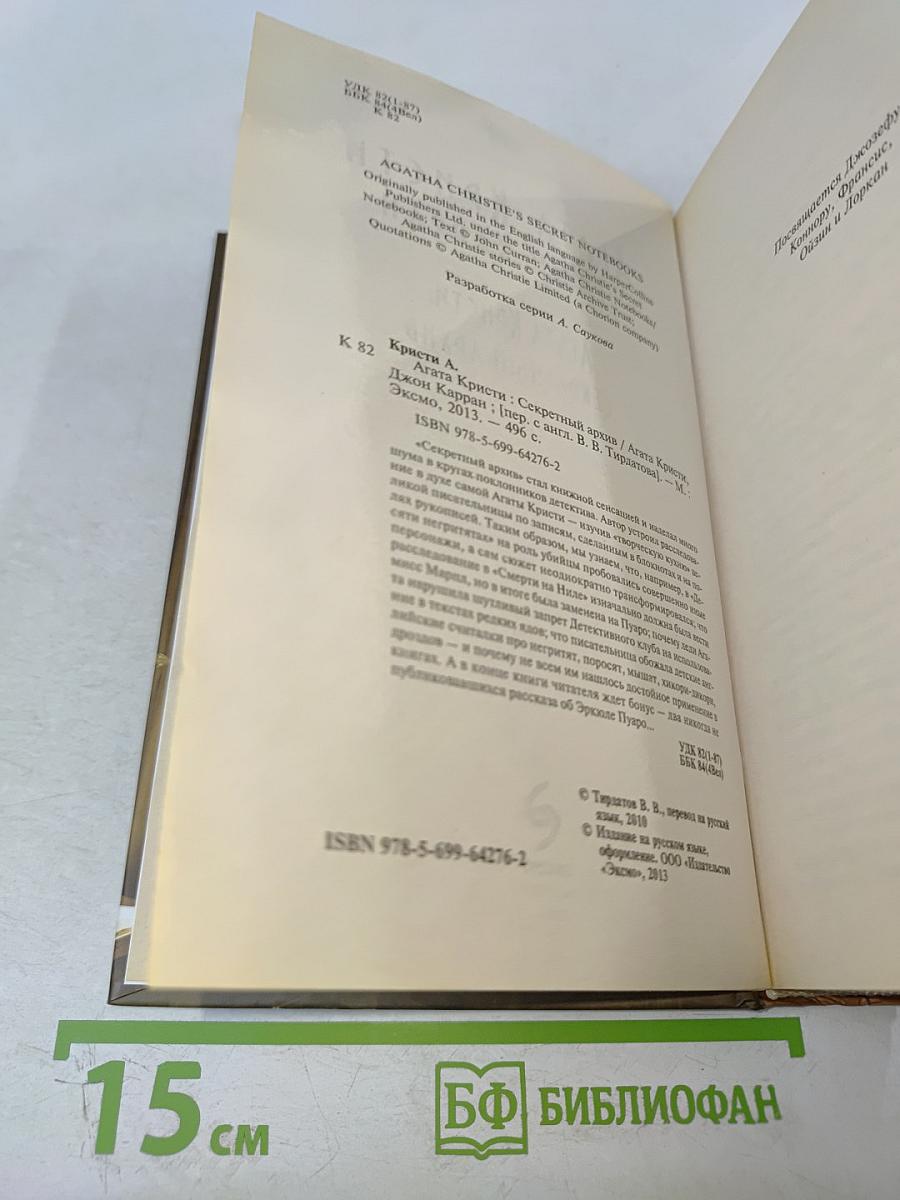 УДК 82(1-87)
ББК 84(4Вел)
К 82
AGATHA CHRISTIE'S SECRET NOTEBOOKS
Originally published in the English language by HarperCollins
Publishers Ltd. under the title Agatha Christie's Secret
Notebooks; Text © John Curran; Agatha Christie Notebooks/
Agatha Christie stories © Christie Archive Trust;
Quotations © Agatha Christie Limited (a Chorion company)
Разработка серии А. Саукова
Кристи А.
К 82 Агата Кристи : Секретный архив / Агата Кристи,
Джон Карран ; [пер. с англ. В. В. Тирдатова]. — М. :
Эксмо, 2013. — 496 с.
ISBN 978-5-699-64276-2
«Секретный архив» стал книжной сенсацией и наделал много
шума в кругах поклонников детектива. Автор устроил расследова-
ние в духе самой Агаты Кристи — изучив «творческую кухню» ве-
ликой писательницы по записям, сделанным в блокнотах и на по-
лях рукописей. Таким образом, мы узнаем, что, например, в «Де-
сяти негритятах» на роль убийцы пробовались совершенно иные
персонажи, а сам сюжет неоднократно трансформировался; что
расследование в «Смерти на Ниле» изначально должна была вести
мисс Марпл, но в итоге была заменена на Пуаро; почему леди Ага-
та нарушила шутливый запрет Детективного клуба на использова-
ние в текстах редких ядов; что писательница обожала детские анг-
лийские считалки про негритят, поросят, мышат, хикори-дикори,
дроздов — и почему не всем им нашлось достойное применение в
книгах. А в конце книги читателя ждет бонус — два никогда не
публиковавшихся рассказа об Эркюле Пуаро...
УДК 82(1-87)
ББК 84(4Вел)
© Тирдатов В. В., перевод на русский
язык, 2010
© Издание на русском языке,
оформление. ООО «Издательство
«Эксмо», 2013
ISBN 978-5-699-64276-2
Посвящается Джозефу,
Коннору, Франсис,
Ойзин и Лоркан
15 см
БФ БИБЛИОФАН